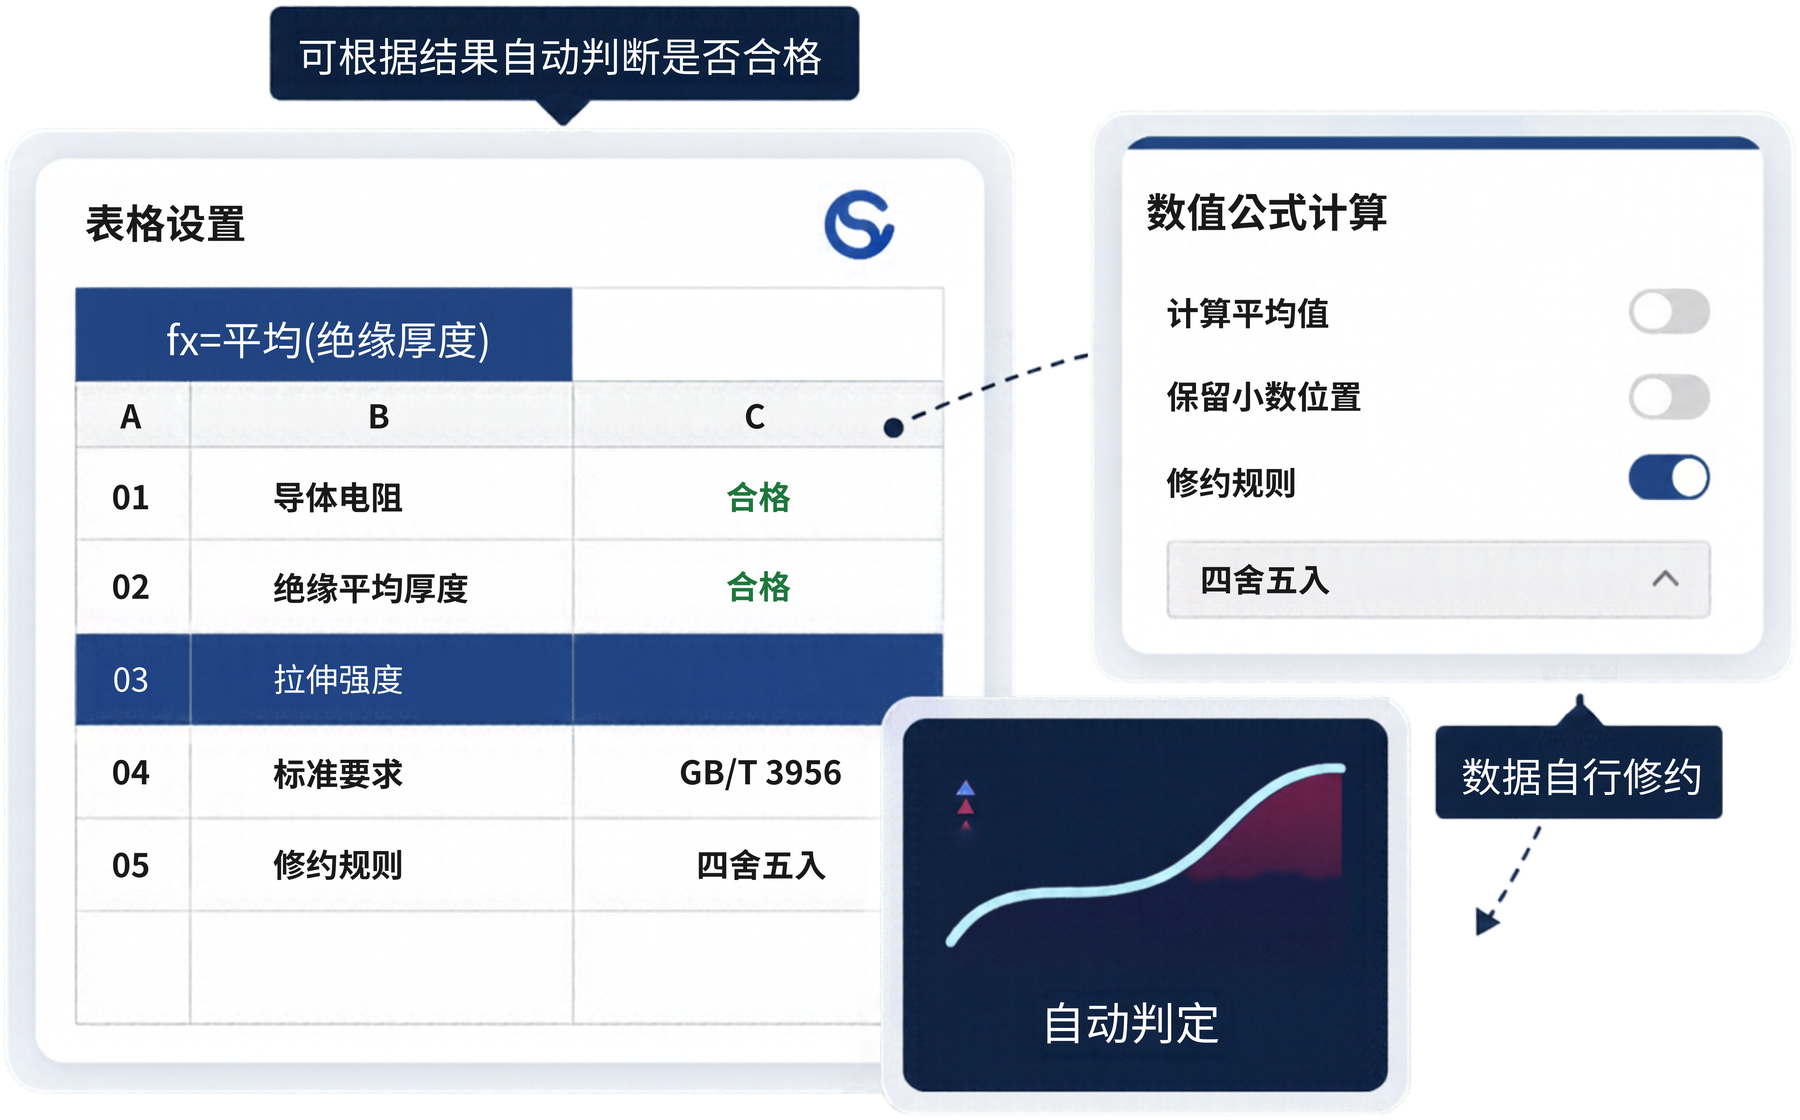 可根据结果自动判断是否合格
表格设置
fx=平均(绝缘厚度)
A B C
01 导体电阻 合格
02 绝缘平均厚度 合格
03 拉伸强度
04 标准要求 GB/T 3956
05 修约规则 四舍五入
数值公式计算
计算平均值
保留小数位置
修约规则
四舍五入
数据自行修约
自动判定